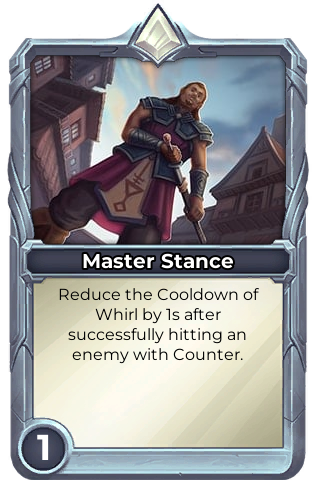 Master Stance
Reduce the Cooldown of
Whirl by 1s after
successfully hitting an
enemy with Counter.
1